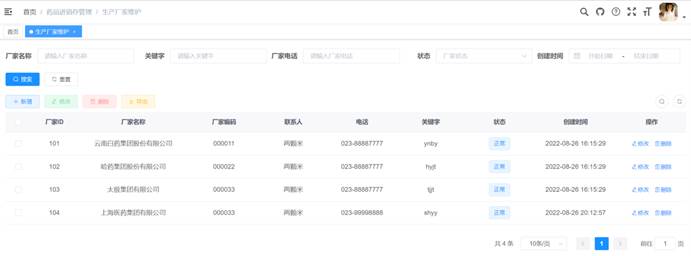 首页 / 药品进销存管理 / 生产厂家维护
首页 生产厂家维护 ×
厂家名称 请输入厂家名称 关键字 请输入关键字 厂家电话 请输入厂家电话 状态 厂家状态 创建时间 开始日期 - 结束日期
搜索 重置
+ 新增 修改 删除 导出
厂家ID 厂家名称 厂家编码 联系人 电话 关键字 状态 创建时间 操作
101 云南白药集团股份有限公司 000011 两颗米 023-88887777 ynby 正常 2022-08-26 16:15:29 修改 删除
102 哈药集团股份有限公司 000022 两颗米 023-88887777 hyjt 正常 2022-08-26 16:15:29 修改 删除
103 太极集团有限公司 000033 两颗米 023-88887777 tjjt 正常 2022-08-26 16:15:29 修改 删除
104 上海医药集团有限公司 000033 两颗米 023-99998888 shyy 正常 2022-08-26 20:12:57 修改 删除
共 4 条 10条/页 1 前往 1 页